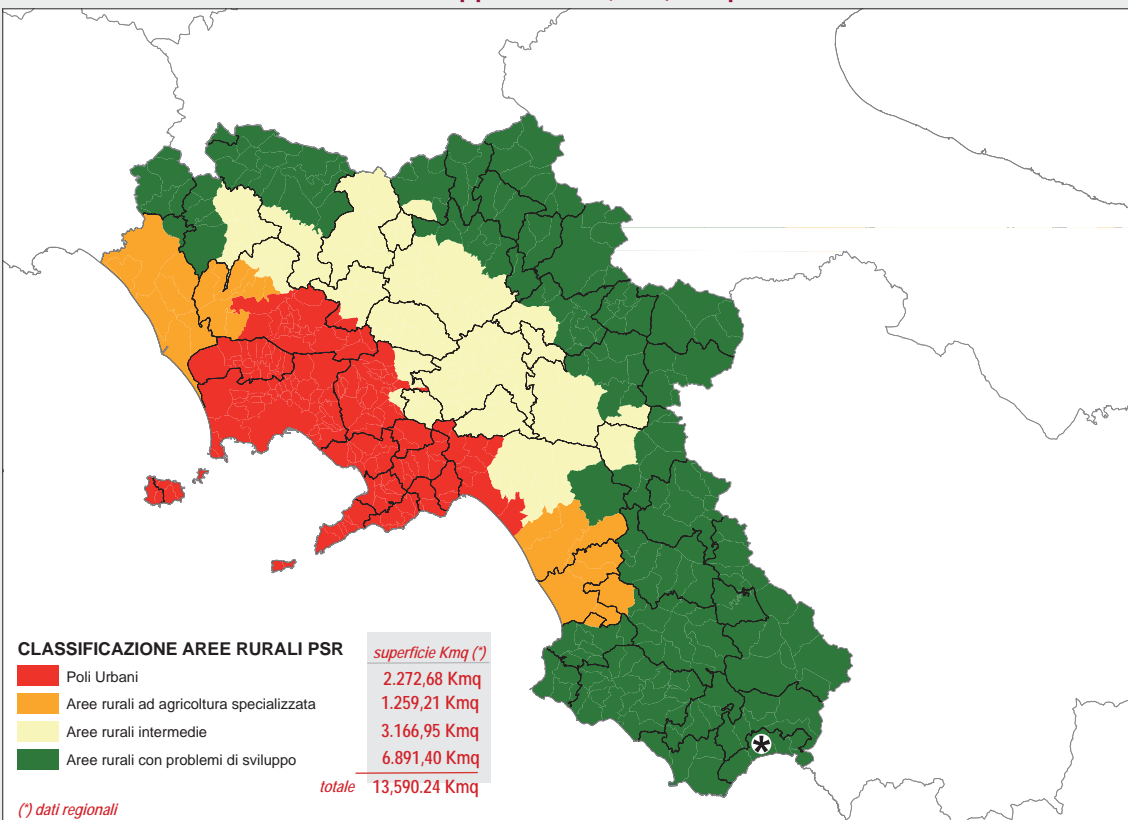 CLASSIFICAZIONE AREE RURALI PSR
superficie Kmq (*)
Poli Urbani
2.272,68 Kmq
Aree rurali ad agricoltura specializzata
1.259,21 Kmq
Aree rurali intermedie
3.166,95 Kmq
Aree rurali con problemi di sviluppo
6.891,40 Kmq
totale 13,590.24 Kmq
(*) dati regionali
*